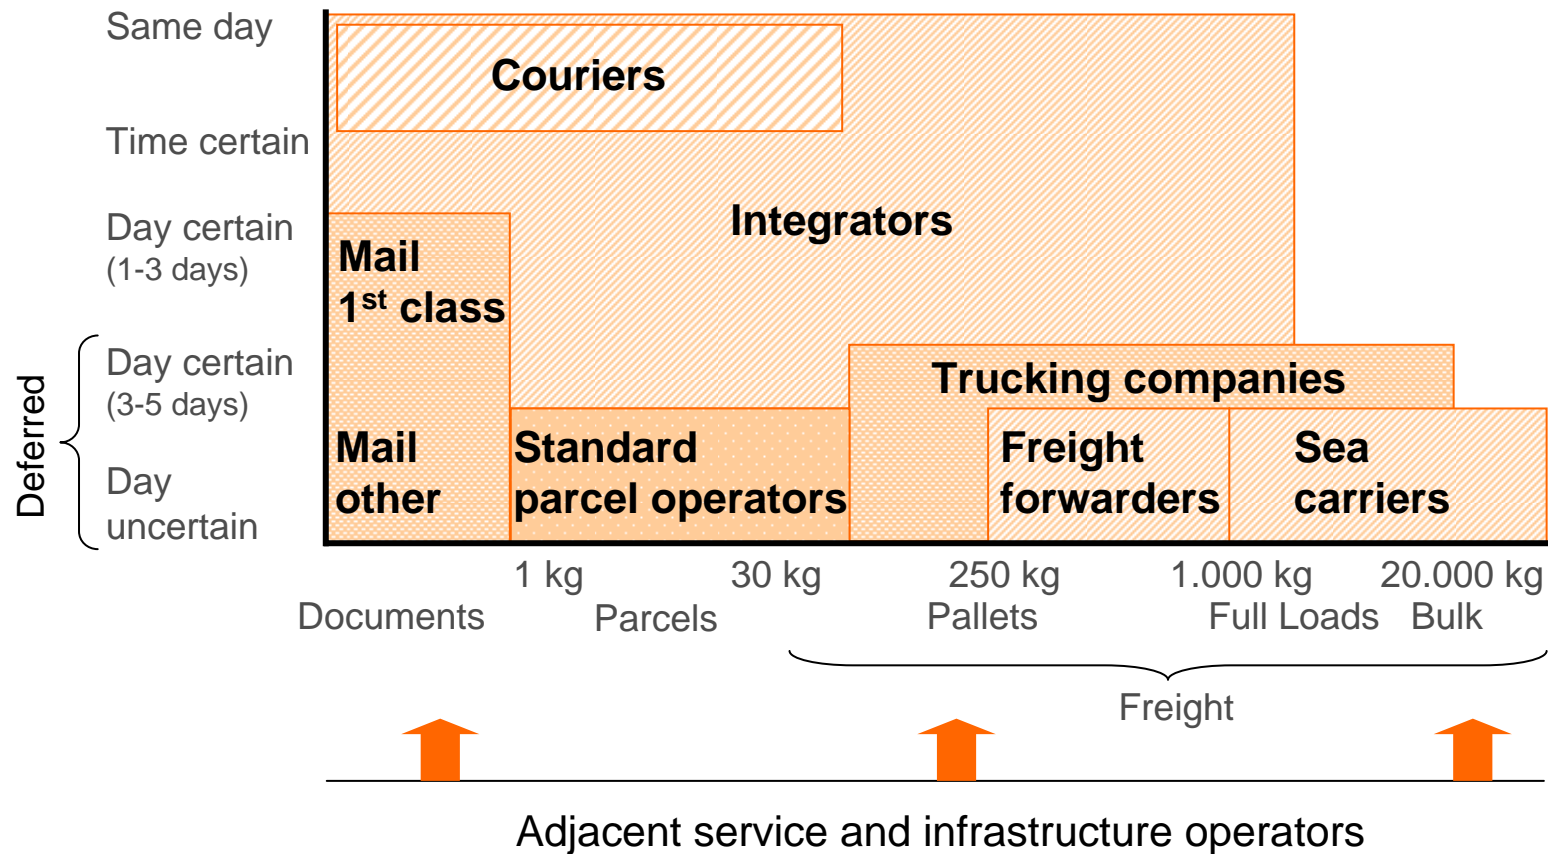 Same day
Couriers
Time certain
Integrators
Day certain
(1-3 days)
Mail
1st class
Deferred
Day certain
(3-5 days)
Trucking companies
Mail
other
Standard
parcel operators
Freight
forwarders
Sea
carriers
Day
uncertain
1 kg
30 kg
250 kg
1.000 kg
20.000 kg
Documents
Parcels
Pallets
Full Loads
Bulk
Freight
Adjacent service and infrastructure operators